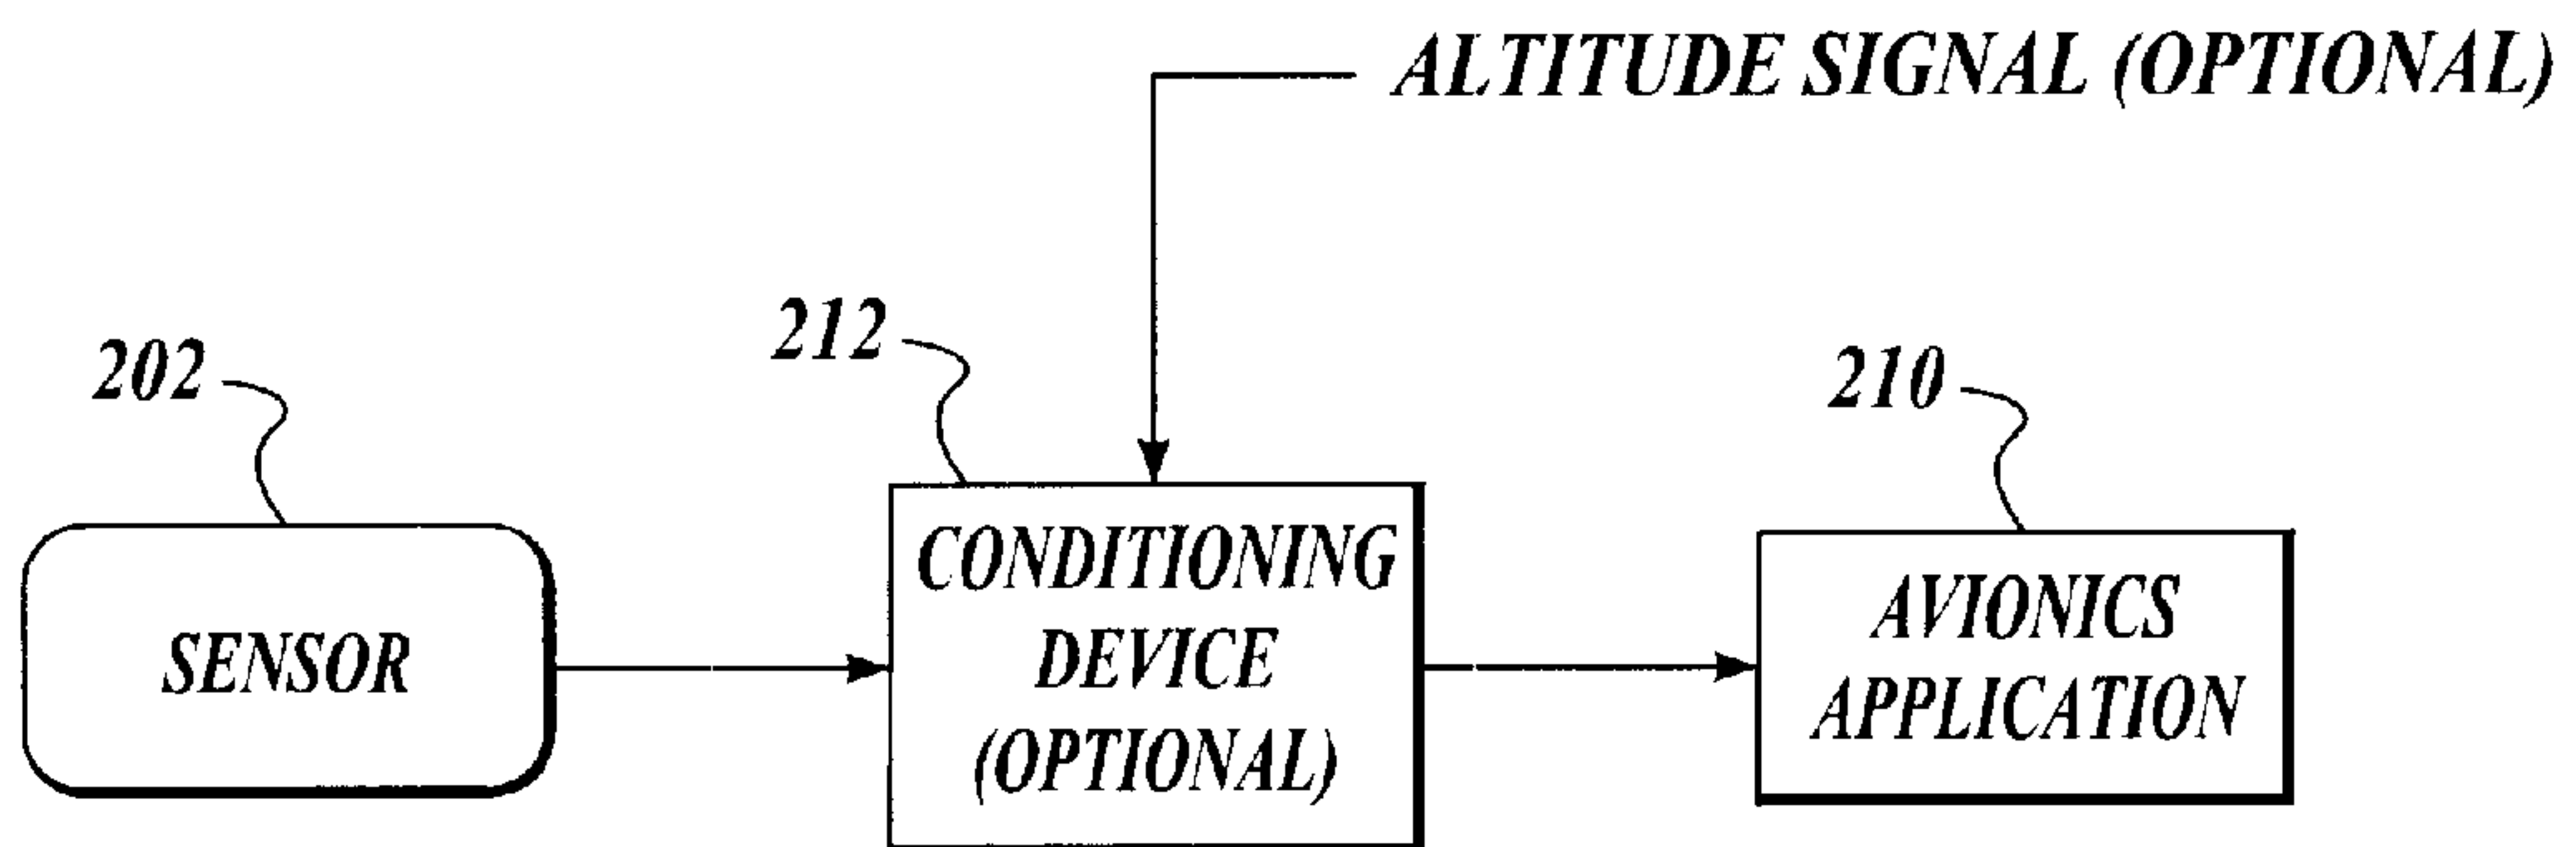 ALTITUDE SIGNAL (OPTIONAL)
212
202
210
CONDITIONING
DEVICE
(OPTIONAL)
SENSOR
AVIONICS
APPLICATION